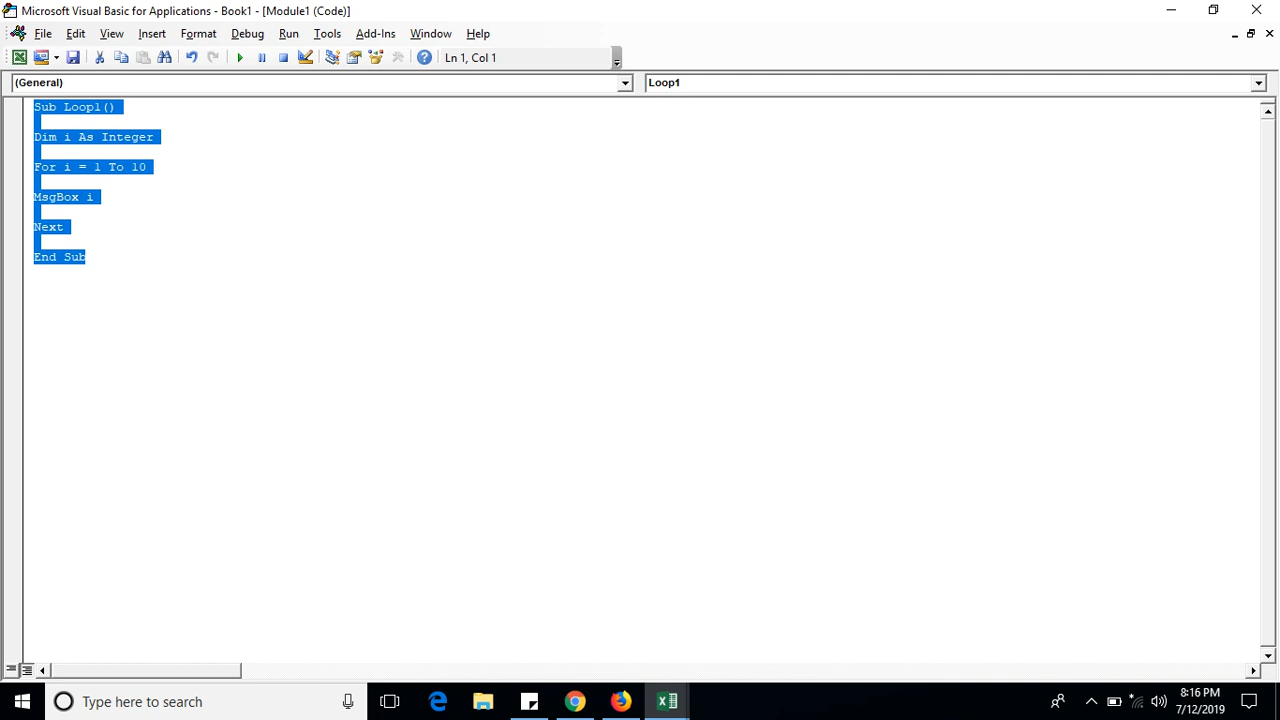 Microsoft Visual Basic for Applications - Book1 - [Module1 (Code)]
File Edit View Insert Format Debug Run Tools Add-Ins Window Help
Ln 1, Col 1
(General) Loop1
Sub Loop1()
Dim i As Integer
For i = 1 To 10
MsgBox i
Next
End Sub
Type here to search
8:16 PM
7/12/2019